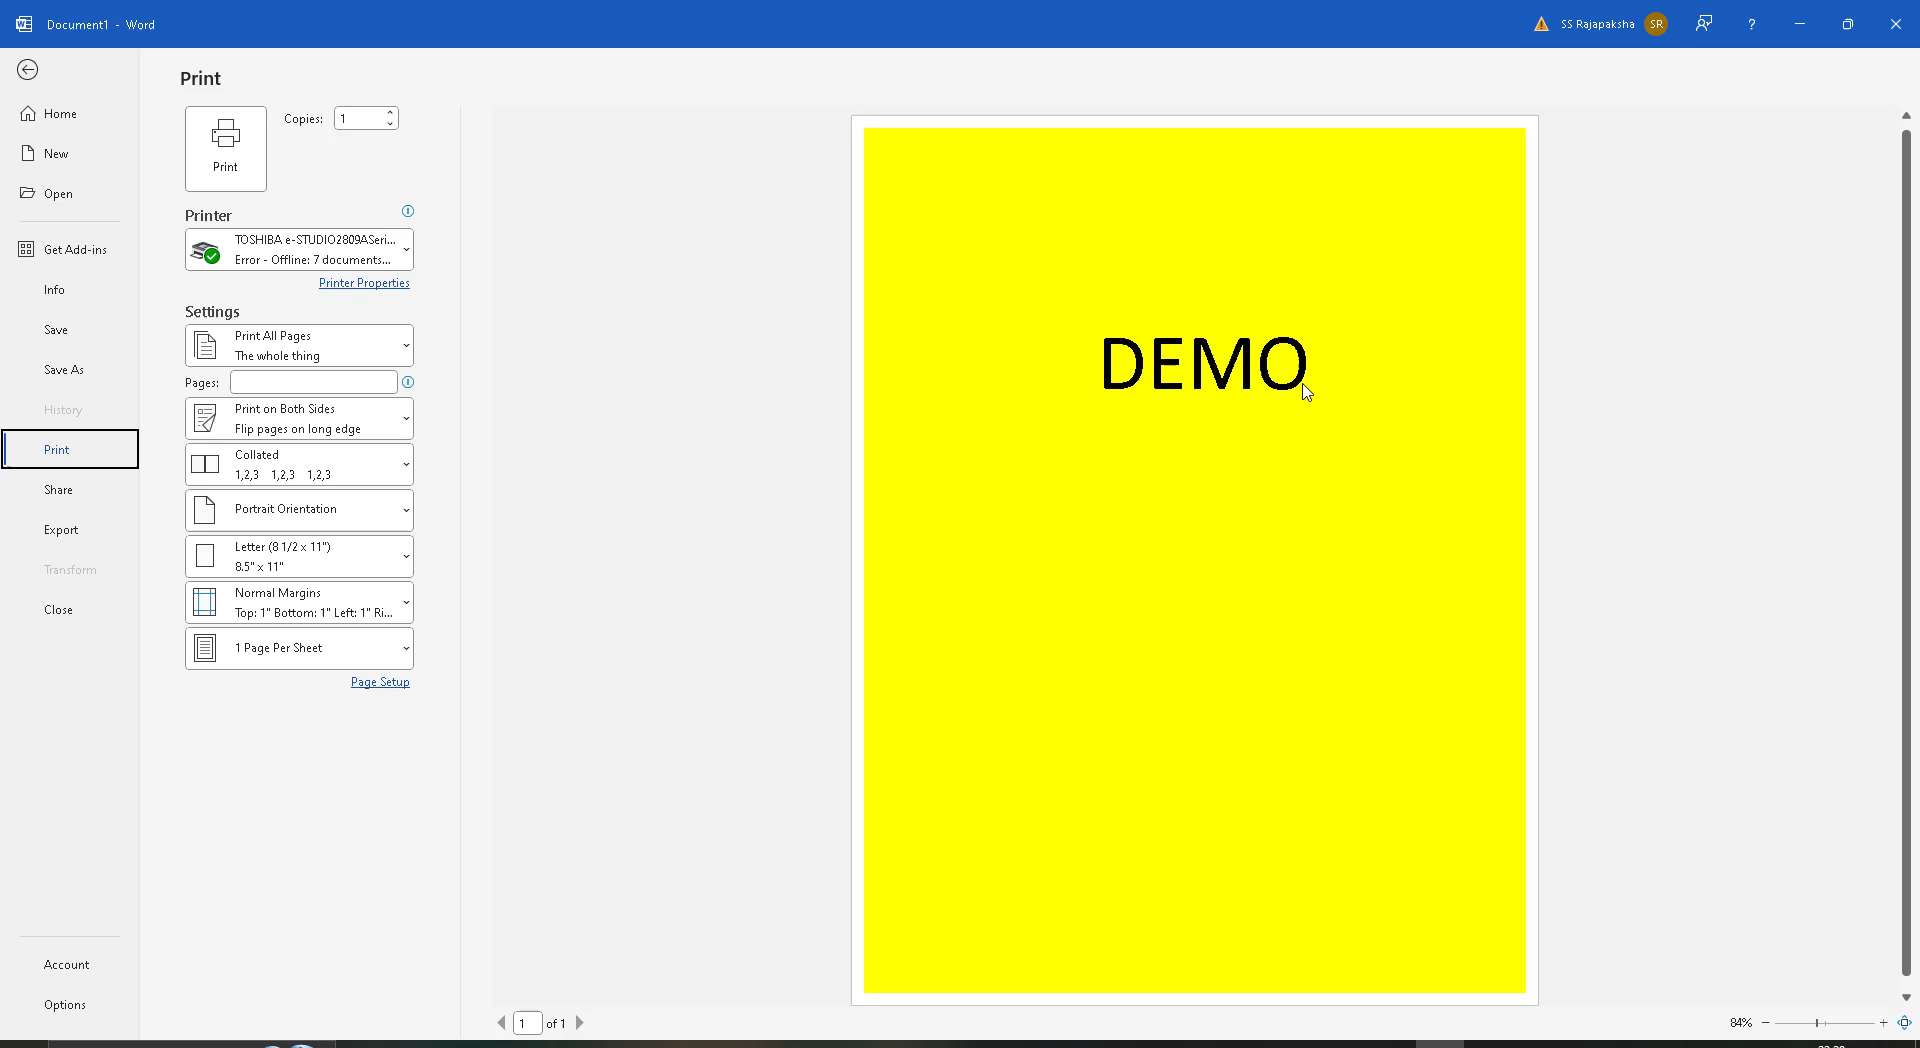 Document1 - Word
SS Rajapaksha SR
?
Print
Home
New
Open
Get Add-ins
Info
Save
Save As
History
Print
Share
Export
Transform
Close
Account
Options
Print
Copies: 1
Printer
TOSHIBA e-STUDIO2809ASeri...
Error - Offline: 7 documents...
Printer Properties
Settings
Print All Pages
The whole thing
Pages:
Print on Both Sides
Flip pages on long edge
Collated
1,2,3 1,2,3 1,2,3
Portrait Orientation
Letter (8 1/2 x 11")
8.5" x 11"
Normal Margins
Top: 1" Bottom: 1" Left: 1" Ri...
1 Page Per Sheet
Page Setup
DEMO
1 of 1
84%